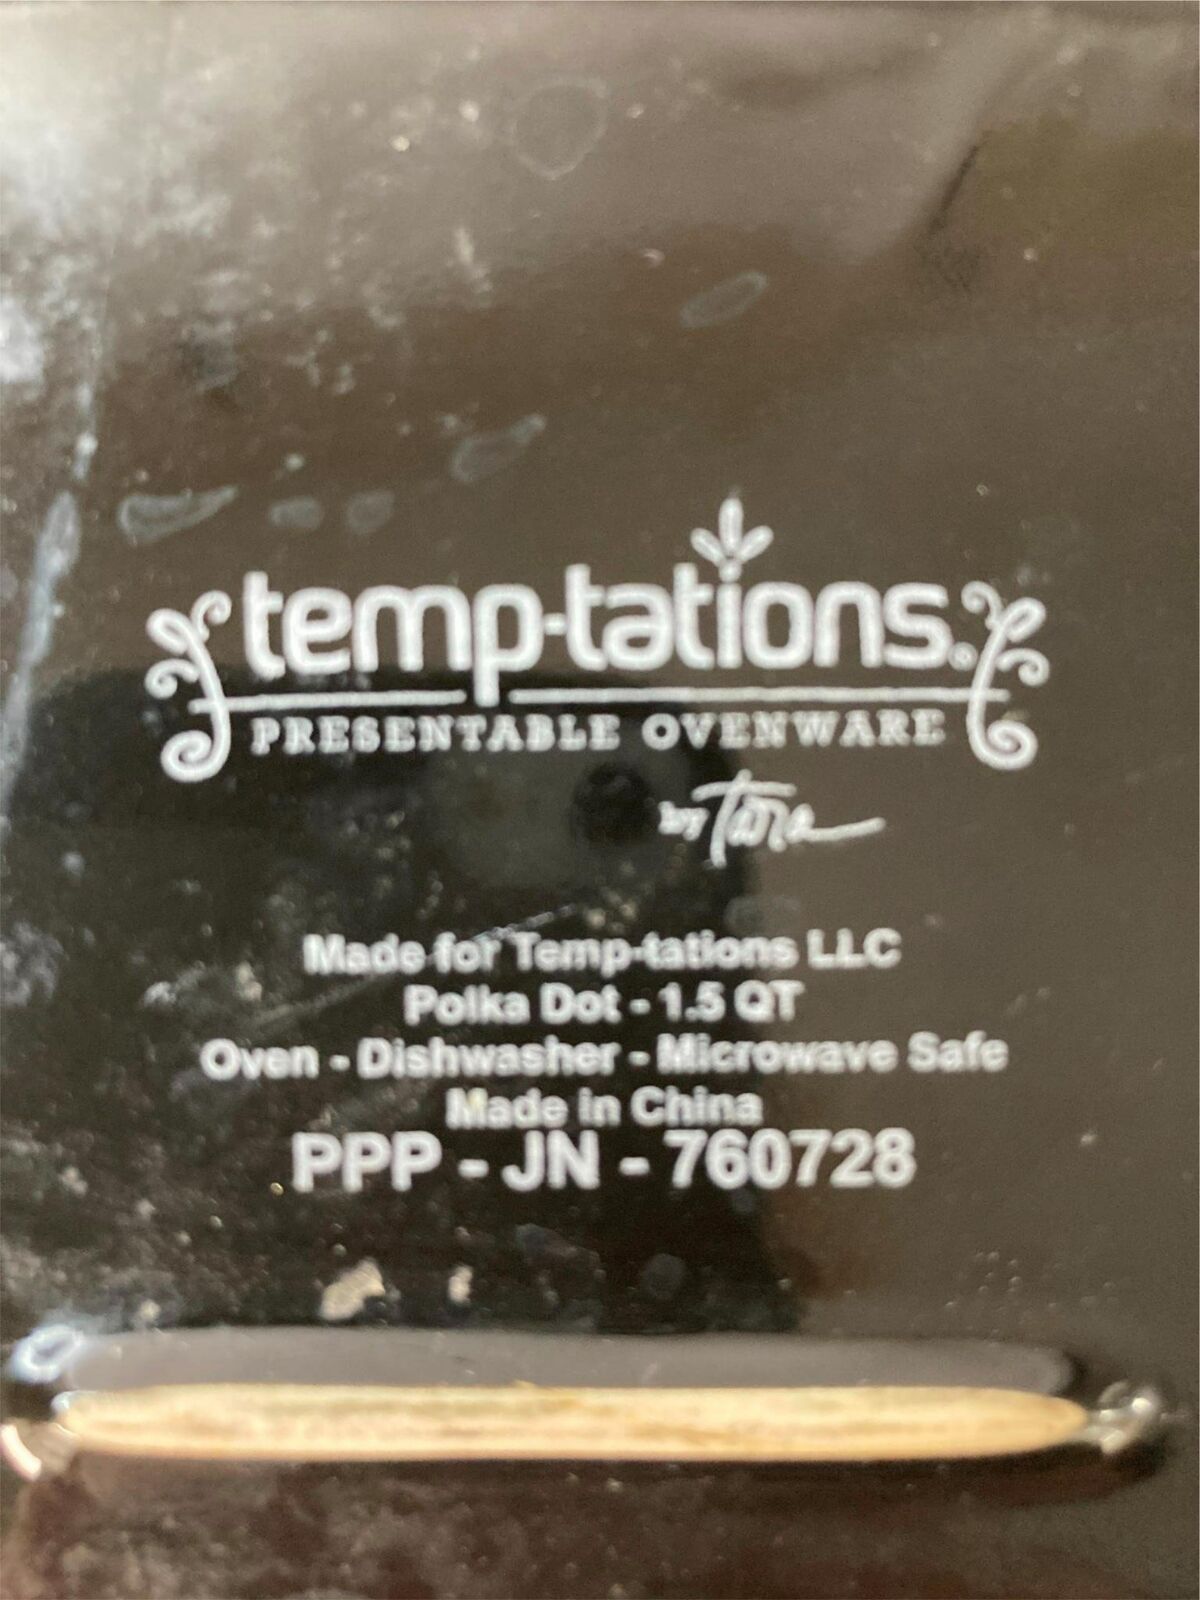 temp-tations®
PRESENTABLE OVENWARE
by Tara
Made for Temp-tations LLC
Polka Dot - 1.5 QT
Oven - Dishwasher - Microwave Safe
Made in China
PPP - JN - 760728